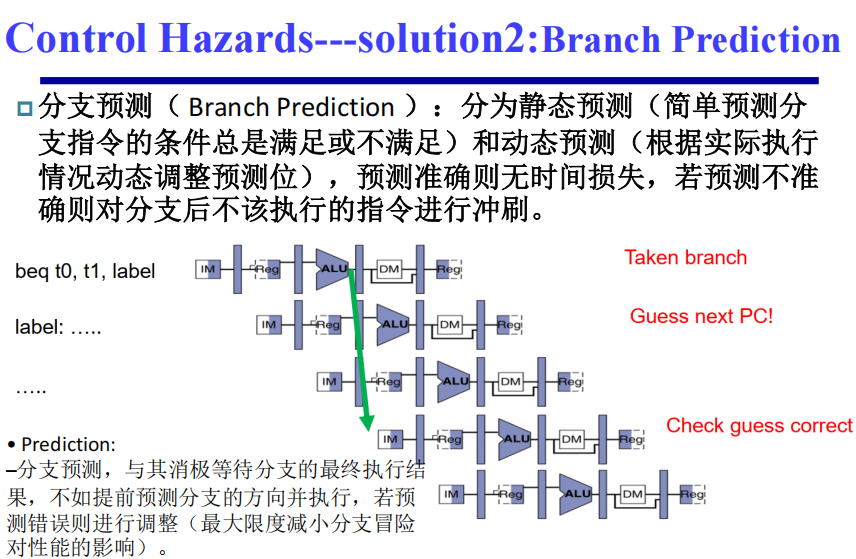 Control Hazards---solution2:Branch Prediction
分支预测（ Branch Prediction ）：分为静态预测（简单预测分
支指令的条件总是满足或不满足）和动态预测（根据实际执行
情况动态调整预测位），预测准确则无时间损失，若预测不准
确则对分支后不该执行的指令进行冲刷。
beq t0, t1, label
IM Reg ALU DM Reg
Taken branch
label: …..
IM Reg ALU DM Reg
Guess next PC!
…..
IM Reg ALU DM Reg
IM Reg ALU DM Reg
Check guess correct
IM Reg ALU DM Reg
• Prediction:
–分支预测，与其消极等待分支的最终执行结
果，不如提前预测分支的方向并执行，若预
测错误则进行调整（最大限度减小分支冒险
对性能的影响）。